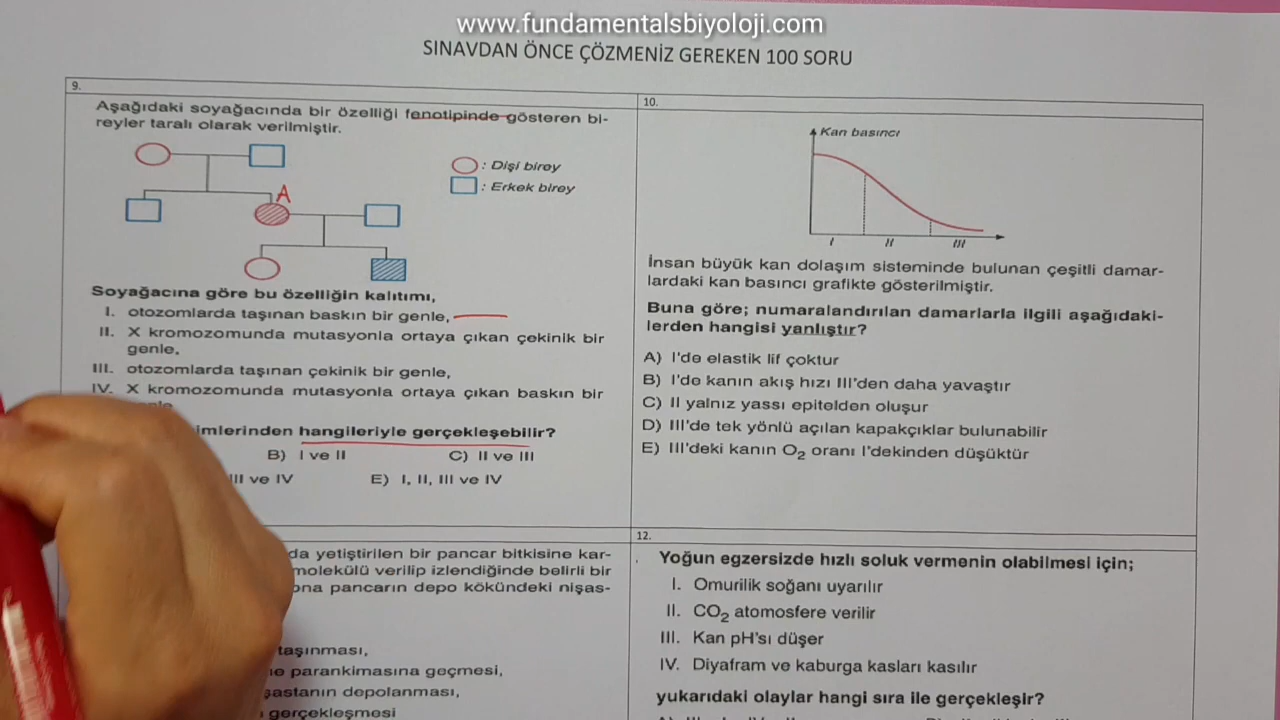 www.fundamentalsbiyoloji.com
SINAVDAN ÖNCE ÇÖZMENİZ GEREKEN 100 SORU
9.
Aşağıdaki soyağacında bir özelliği fenotipinde gösteren bi-
reyler taralı olarak verilmiştir.
: Dişi birey
: Erkek birey
A
Soyağacına göre bu özelliğin kalıtımı,
I. otozomlarda taşınan baskın bir genle,
II. X kromozomunda mutasyonla ortaya çıkan çekinik bir
genle,
III. otozomlarda taşınan çekinik bir genle,
IV. X kromozomunda mutasyonla ortaya çıkan baskın bir
hangileriyle gerçekleşebilir?
B) I ve II
C) II ve III
III ve IV
E) I, II, III ve IV
10.
Kan basıncı
I II III
İnsan büyük kan dolaşım sisteminde bulunan çeşitli damar-
lardaki kan basıncı grafikte gösterilmiştir.
Buna göre; numaralandırılan damarlarla ilgili aşağıdaki-
lerden hangisi yanlıştır?
A) I'de elastik lif çoktur
B) I'de kanın akış hızı III'den daha yavaştır
C) II yalnız yassı epitelden oluşur
D) III'de tek yönlü açılan kapakçıklar bulunabilir
E) III'deki kanın O2 oranı I'dekinden düşüktür
da yetiştirilen bir pancar bitkisine kar-
molekülü verilip izlendiğinde belirli bir
pancarın depo kökündeki nişas-
taşınması,
parankimasına geçmesi,
depolanması,
gerçekleşmesi
12.
Yoğun egzersizde hızlı soluk vermenin olabilmesi için;
I. Omurilik soğanı uyarılır
II. CO2 atomosfere verilir
III. Kan pH'sı düşer
IV. Diyafram ve kaburga kasları kasılır
yukarıdaki olaylar hangi sıra ile gerçekleşir?